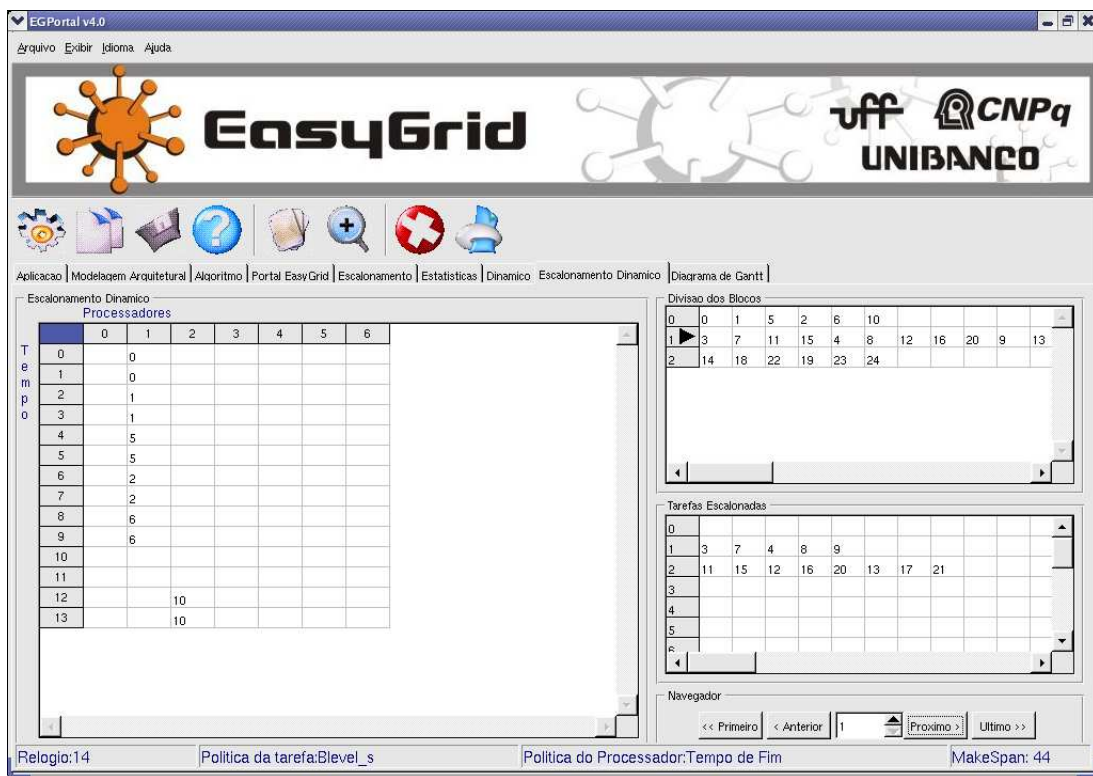 EGPortal v4.0
Arquivo Exibir Idioma Ajuda
EasyGrid
uff CNPq
UNIBANCO
Aplicacao Modelagem Arquitetural Algoritmo Portal EasyGrid Escalonamento Estatisticas Dinamico Escalonamento Dinamico Diagrama de Gantt
Escalonamento Dinamico
Processadores
Tempo
0 1 2 3 4 5 6
0 0
1 0
2 1
3 1
4 5
5 5
6 2
7 2
8 6
9 6
10
11
12 10
13 10
Divisao dos Blocos
0 0 1 5 2 6 10
1 3 7 11 15 4 8 12 16 20 9 13
2 14 18 22 19 23 24
Tarefas Escalonadas
0
1 3 7 4 8 9
2 11 15 12 16 20 13 17 21
3
4
5
6
Navegador
<< Primeiro < Anterior 1 Proximo > Ultimo >>
Relogio:14 Politica da tarefa:Blevel_s Politica do Processador:Tempo de Fim MakeSpan: 44